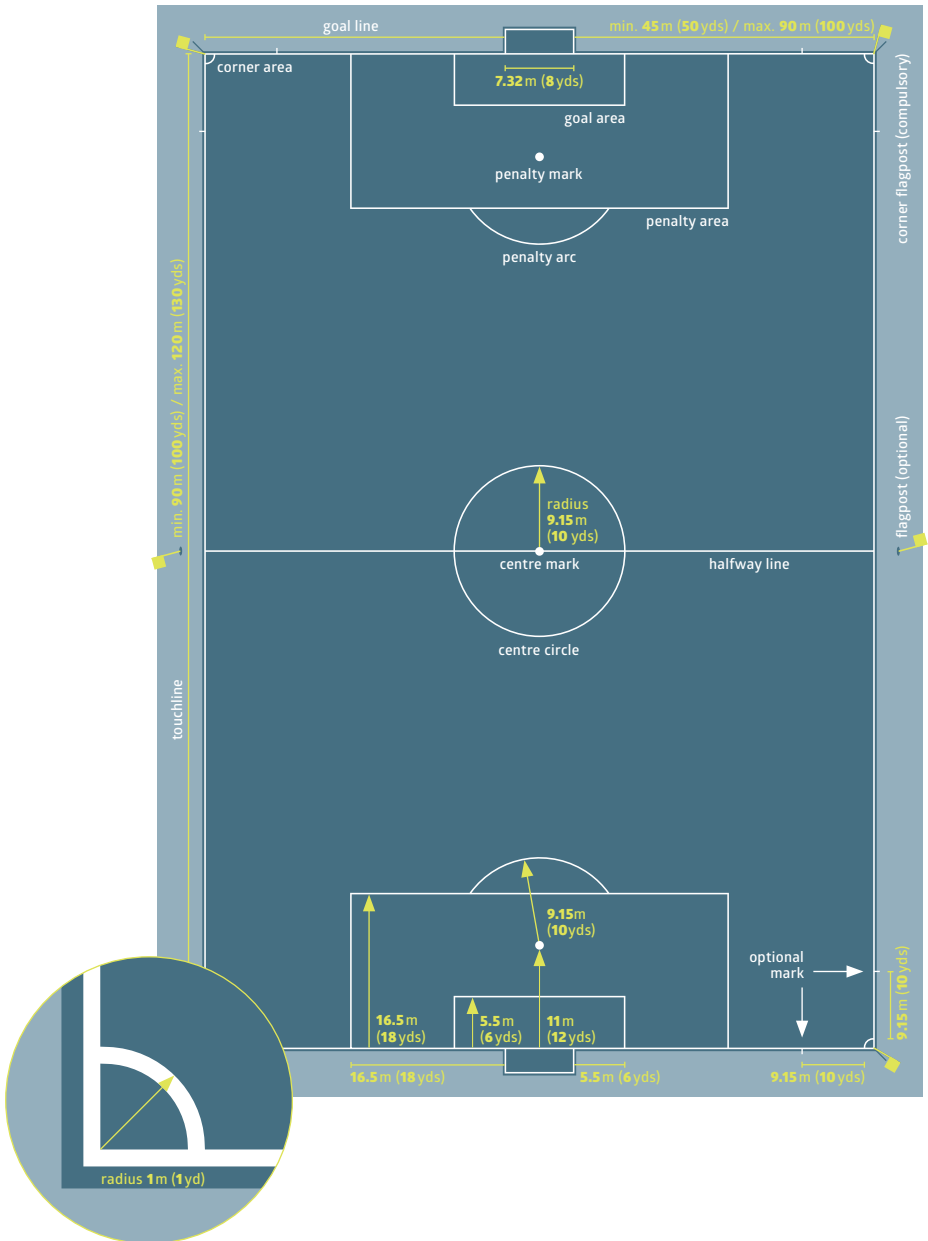 goal line
min. 45 m (50 yds) / max. 90 m (100 yds)
corner area
7.32 m (8 yds)
goal area
corner flagpost (compulsory)
penalty mark
penalty area
penalty arc
min. 90 m (100 yds) / max. 120 m (130 yds)
flagpost (optional)
radius
9.15 m
(10 yds)
centre mark
halfway line
centre circle
touchline
9.15m
(10yds)
optional
mark
9.15 m (10 yds)
16.5 m
(18 yds)
5.5 m
(6 yds)
11 m
(12 yds)
16.5 m (18 yds)
5.5 m (6 yds)
9.15 m (10 yds)
radius 1 m (1 yd)